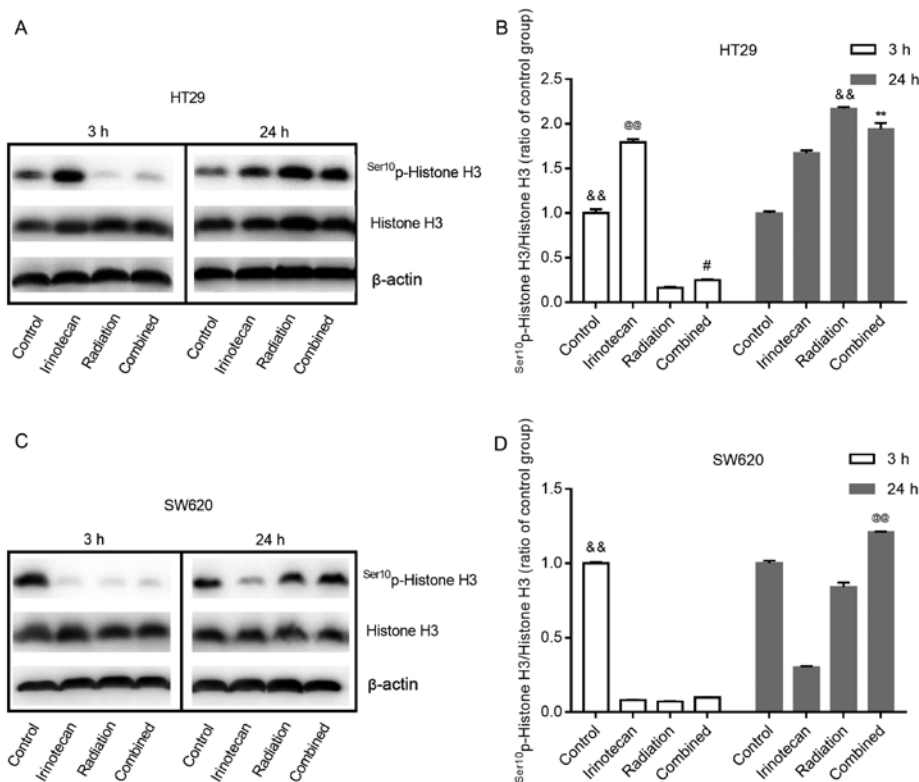 A
HT29
3 h
24 h
Ser10p-Histone H3
Histone H3
β-actin
Control
Irinotecan
Radiation
Combined
Control
Irinotecan
Radiation
Combined
B
HT29
3 h
24 h
Ser10p-Histone H3/Histone H3 (ratio of control group)
2.5
2.0
1.5
1.0
0.5
0.0
&&
@@
#
&&
**
Control
Irinotecan
Radiation
Combined
Control
Irinotecan
Radiation
Combined
C
SW620
3 h
24 h
Ser10p-Histone H3
Histone H3
β-actin
Control
Irinotecan
Radiation
Combined
Control
Irinotecan
Radiation
Combined
D
SW620
3 h
24 h
Ser10p-Histone H3/Histone H3 (ratio of control group)
1.5
1.0
0.5
0.0
&&
@@
Control
Irinotecan
Radiation
Combined
Control
Irinotecan
Radiation
Combined